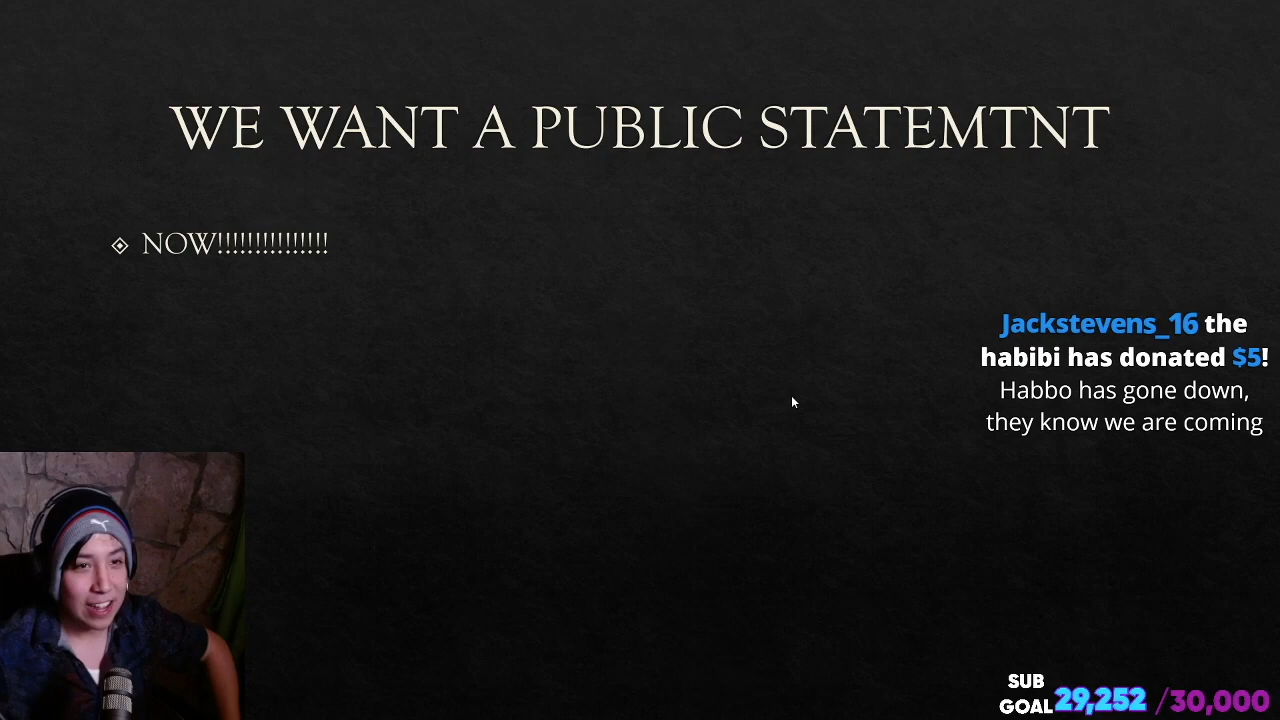 WE WANT A PUBLIC STATEMTNT
NOW!!!!!!!!!!!!!!!
Jackstevens_16 the
habibi has donated $5!
Habbo has gone down,
they know we are coming
SUB
GOAL 29,252 /30,000